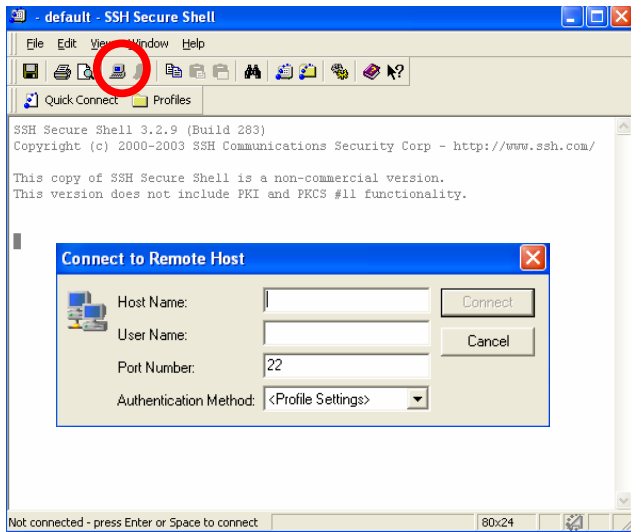 - default - SSH Secure Shell
File Edit View Window Help
Quick Connect Profiles
SSH Secure Shell 3.2.9 (Build 283)
Copyright (c) 2000-2003 SSH Communications Security Corp - http://www.ssh.com/
This copy of SSH Secure Shell is a non-commercial version.
This version does not include PKI and PKCS #11 functionality.
Connect to Remote Host
Host Name:
Connect
User Name:
Cancel
Port Number: 22
Authentication Method: <Profile Settings>
Not connected - press Enter or Space to connect 80x24